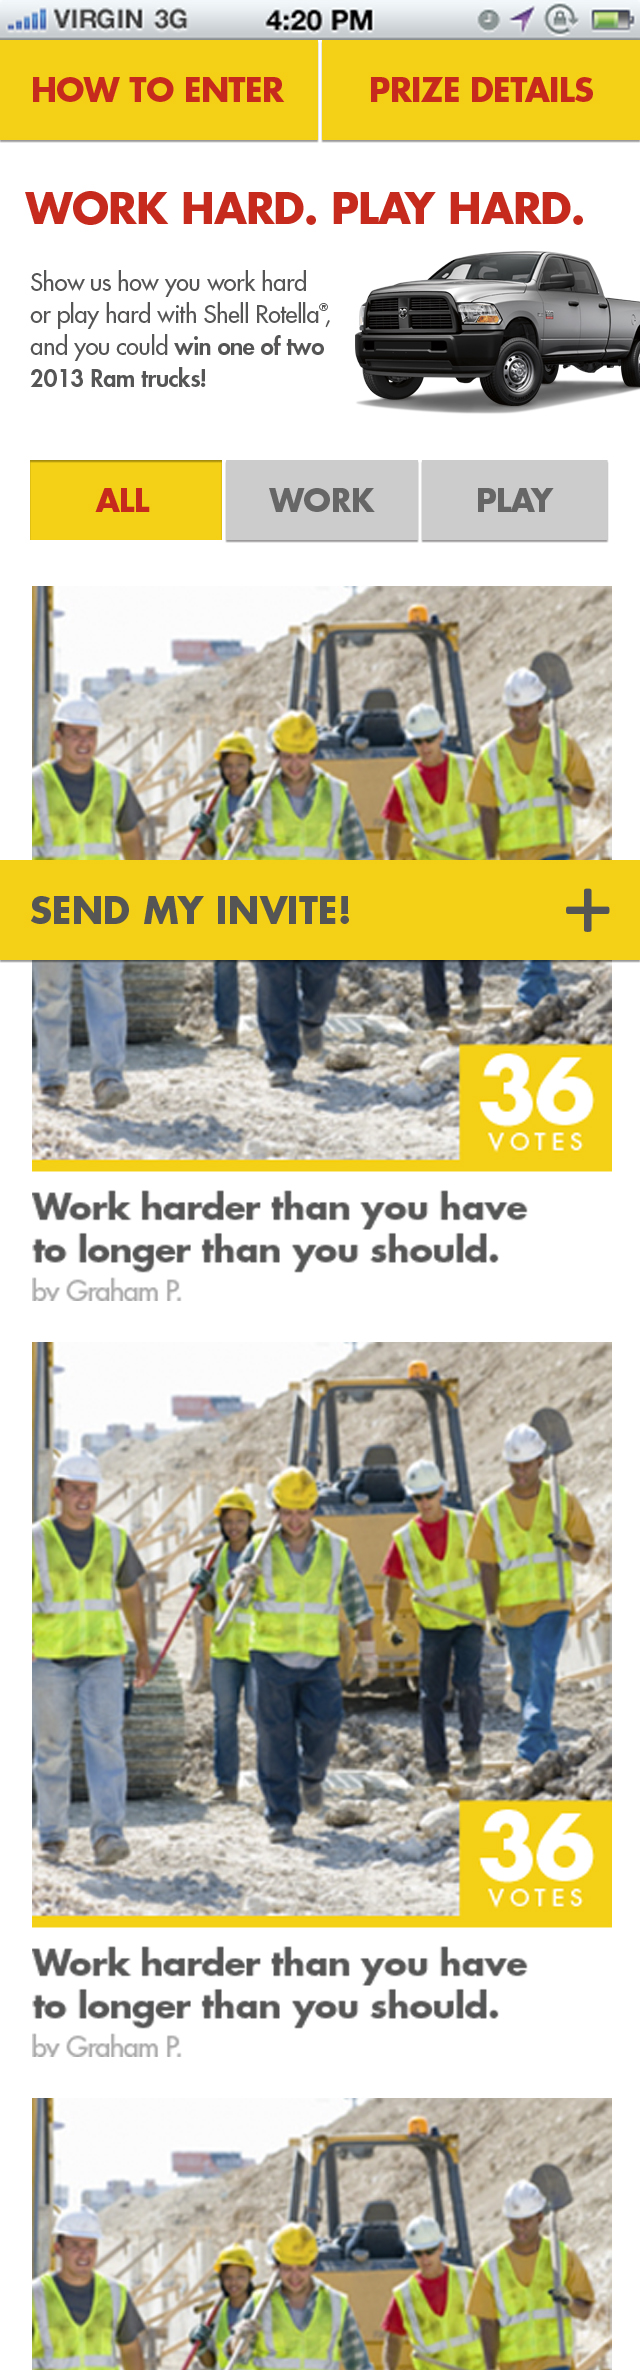 VIRGIN 3G 4:20 PM
HOW TO ENTER
PRIZE DETAILS
WORK HARD. PLAY HARD.
Show us how you work hard
or play hard with Shell Rotella®,
and you could win one of two
2013 Ram trucks!
ALL
WORK
PLAY
SEND MY INVITE!
36
VOTES
Work harder than you have
to longer than you should.
by Graham P.
36
VOTES
Work harder than you have
to longer than you should.
by Graham P.